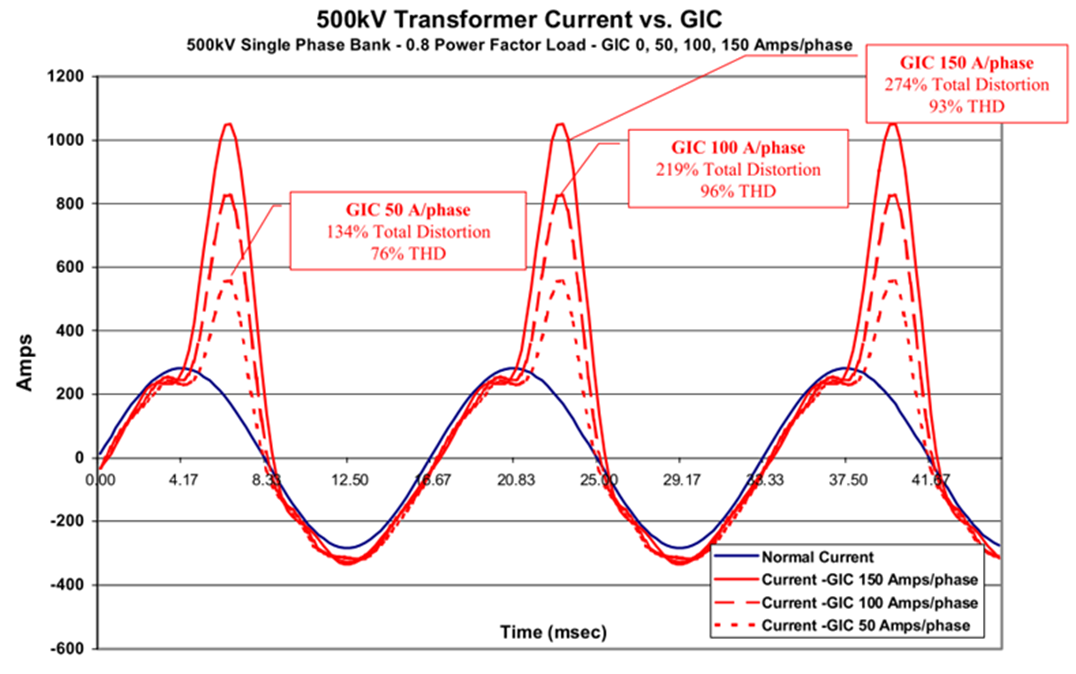 500kV Transformer Current vs. GIC
500kV Single Phase Bank - 0.8 Power Factor Load - GIC 0, 50, 100, 150 Amps/phase
GIC 150 A/phase
274% Total Distortion
93% THD
GIC 100 A/phase
219% Total Distortion
96% THD
GIC 50 A/phase
134% Total Distortion
76% THD
1200
1000
800
600
400
200
0
-200
-400
-600
Amps
0.00 4.17 8.33 12.50 16.67 20.83 25.00 29.17 33.33 37.50 41.67
Time (msec)
Normal Current
Current -GIC 150 Amps/phase
Current -GIC 100 Amps/phase
Current -GIC 50 Amps/phase